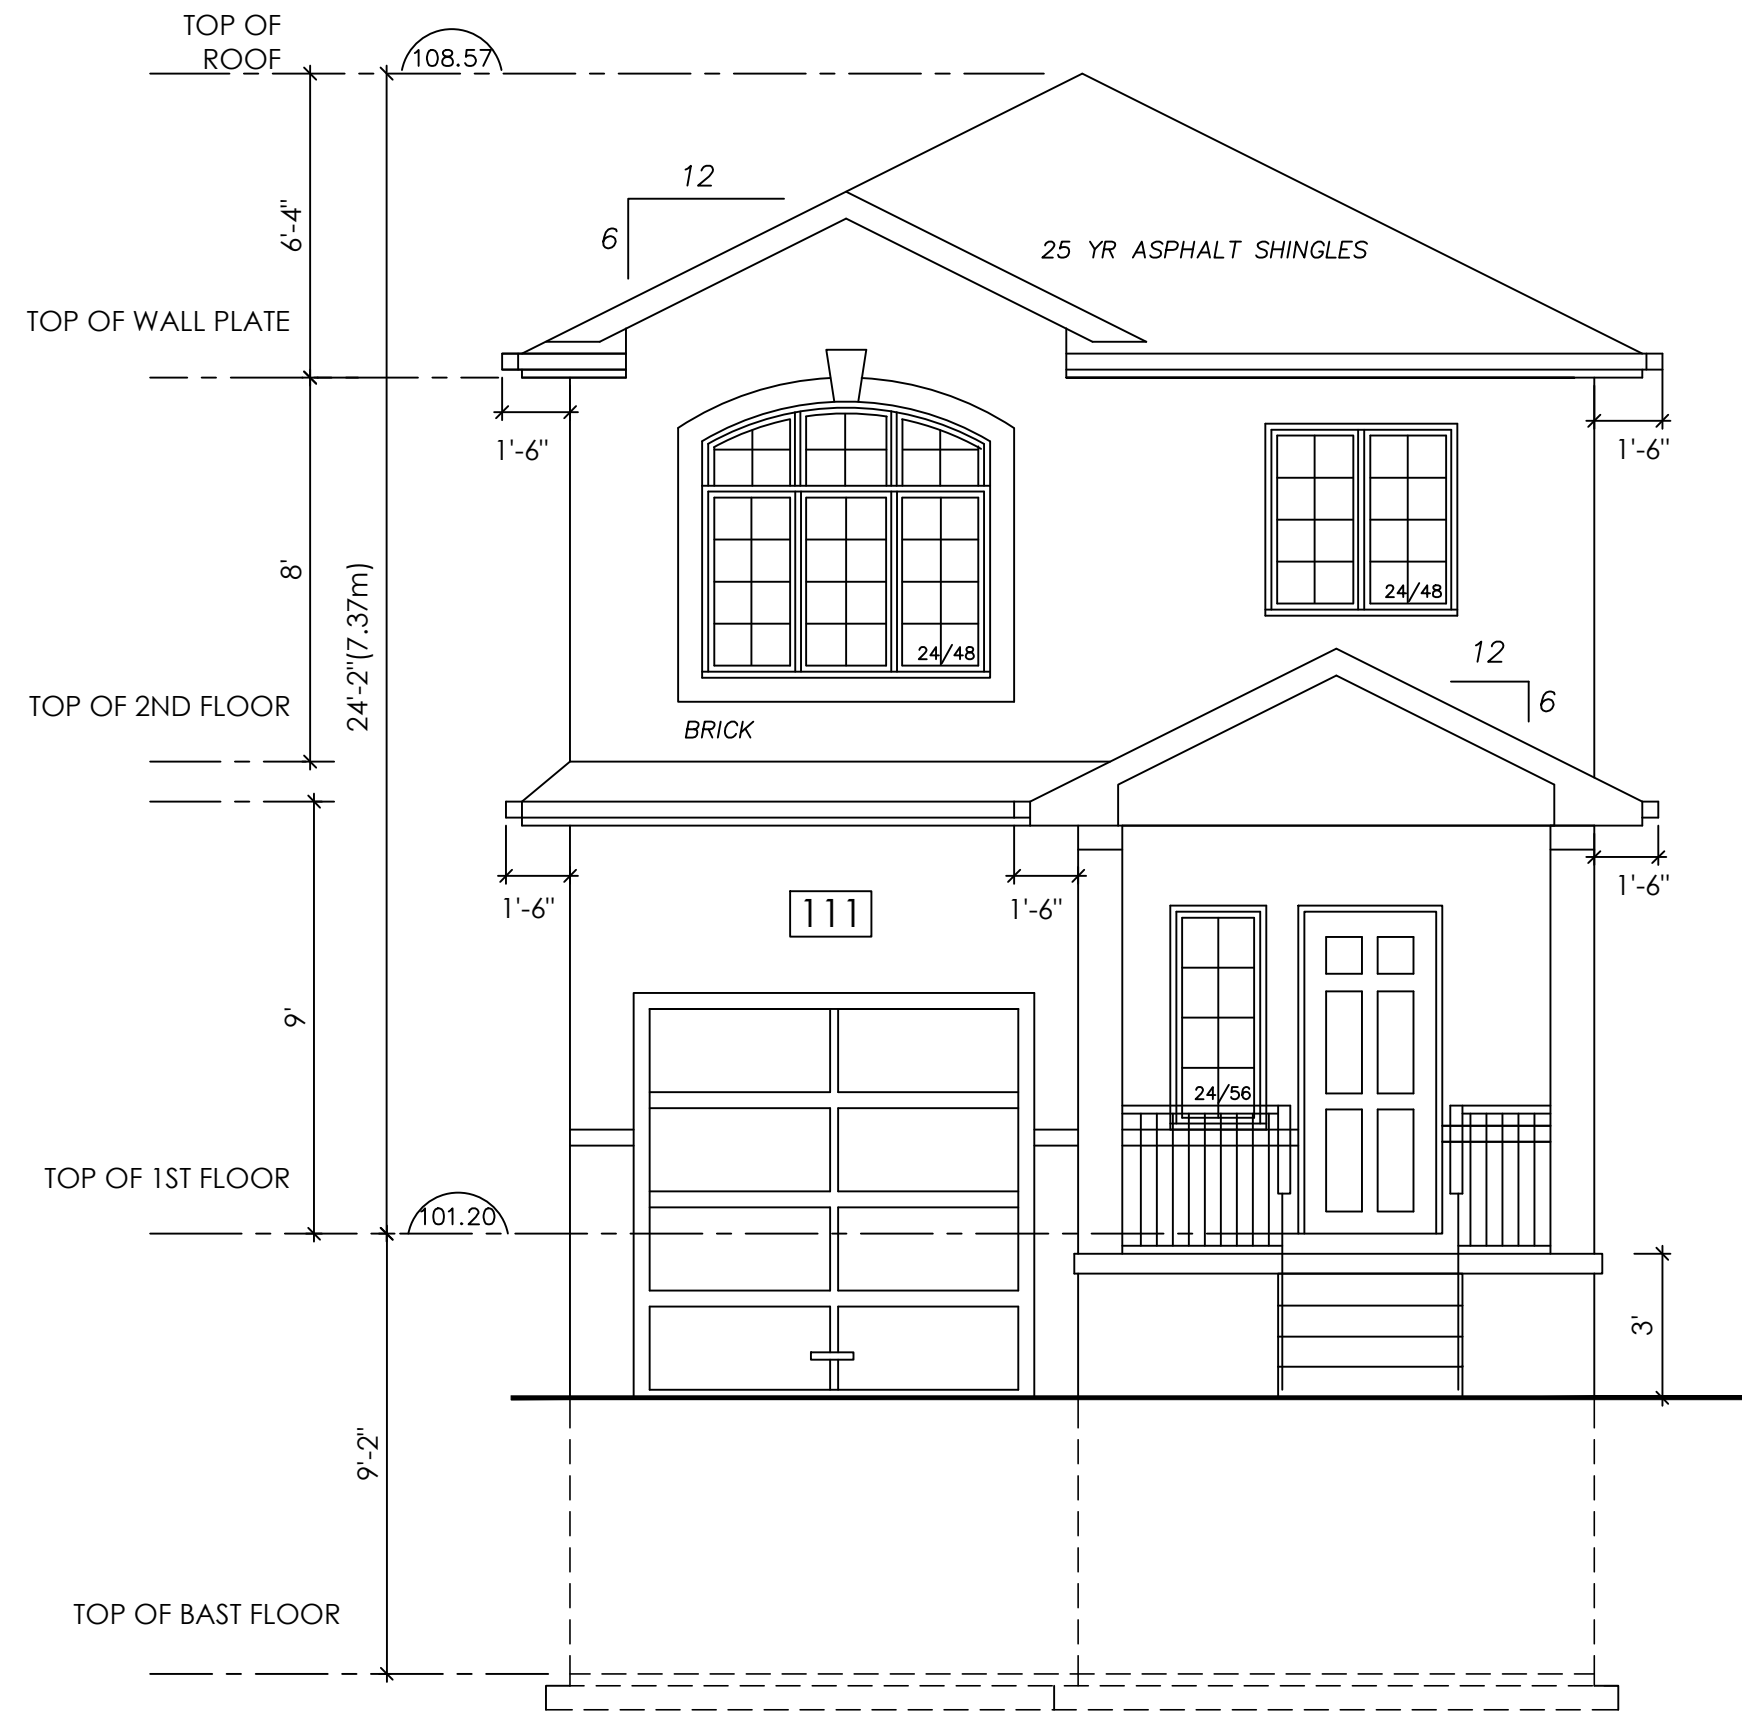 TOP OF
ROOF
108.57
12
6'-4"
6
25 YR ASPHALT SHINGLES
TOP OF WALL PLATE
1'-6"
1'-6"
8'
24'-2"(7.37m)
24/48
24/48
12
6
TOP OF 2ND FLOOR
BRICK
1'-6"
1'-6"
1'-6"
111
9'
24/56
TOP OF 1ST FLOOR
101.20
3'
9'-2"
TOP OF BAST FLOOR